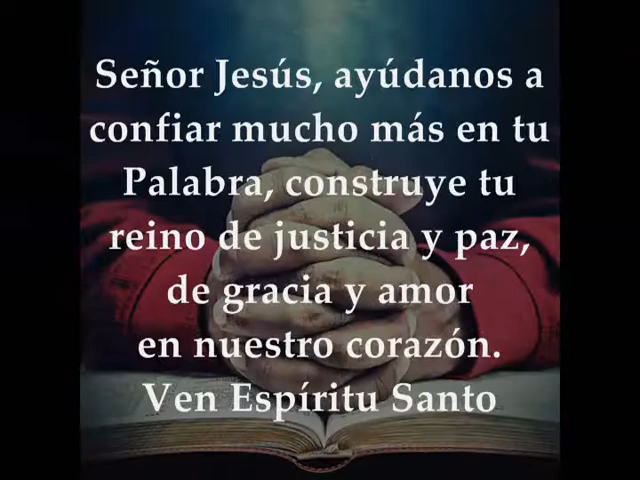 Señor Jesús, ayúdanos a
confiar mucho más en tu
Palabra, construye tu
reino de justicia y paz,
de gracia y amor
en nuestro corazón.
Ven Espíritu Santo